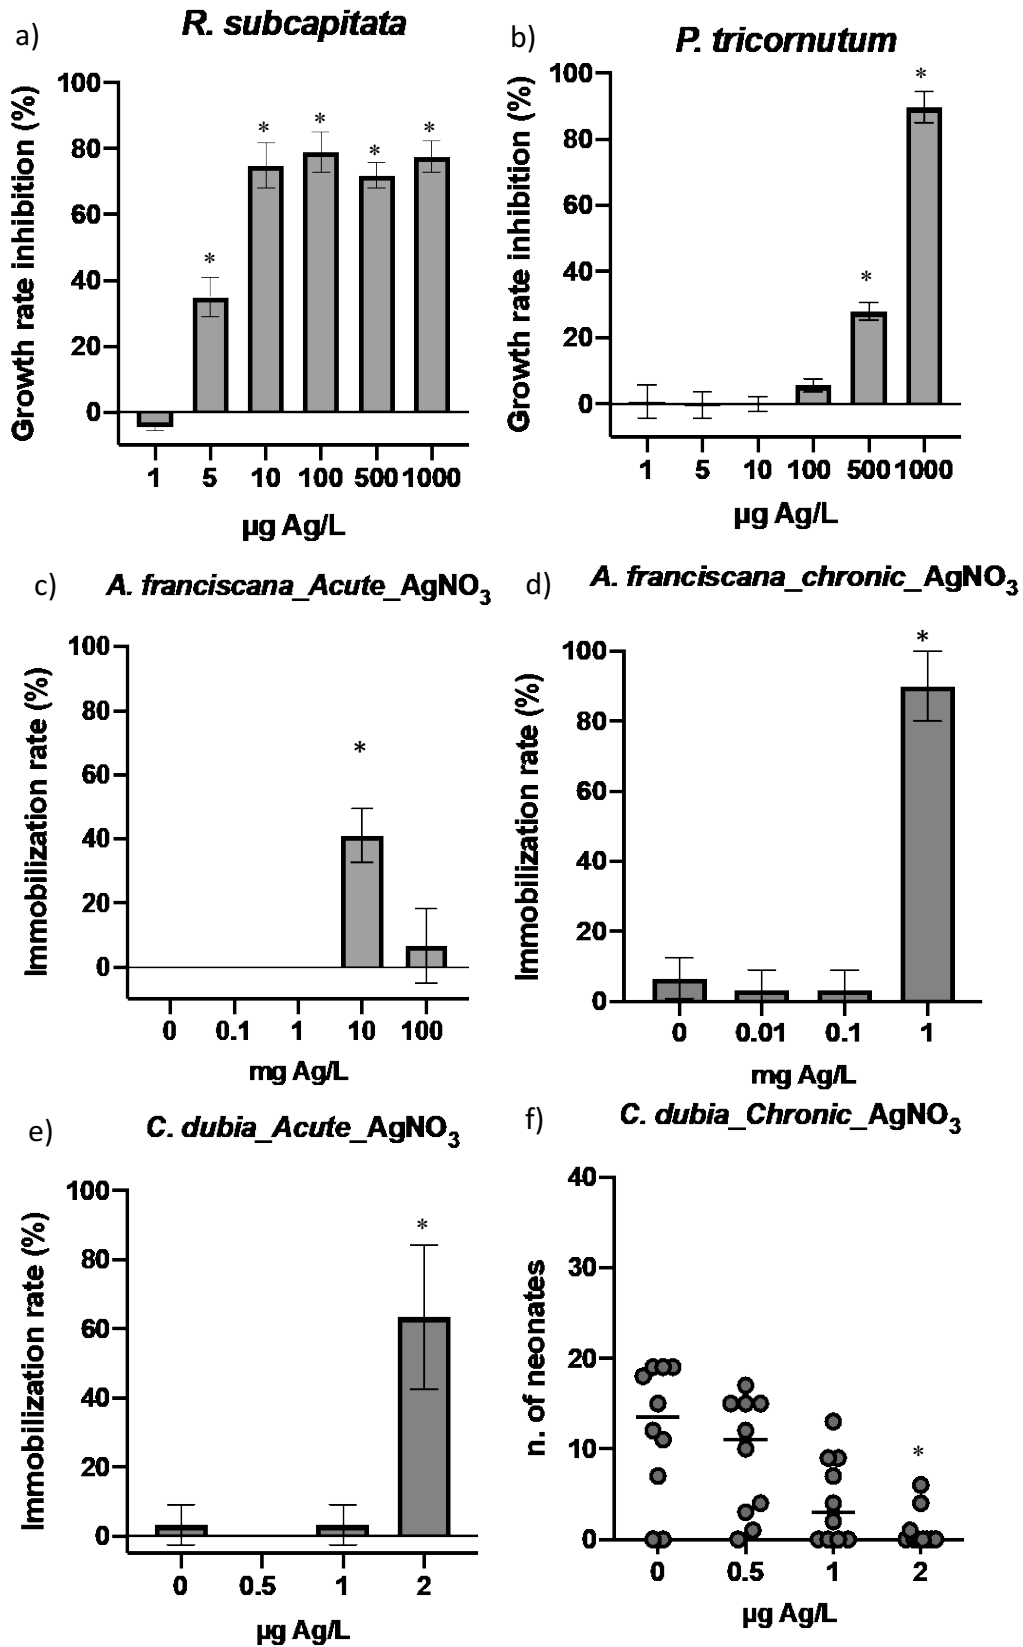 a)
R. subcapitata
Growth rate inhibition (%)
100
80
60
40
20
0
*
*
*
*
*
1 5 10 100 500 1000
µg Ag/L
b)
P. tricornutum
Growth rate inhibition (%)
100
80
60
40
20
0
*
*
1 5 10 100 500 1000
µg Ag/L
c)
A. franciscana_Acute_AgNO3
Immobilization rate (%)
100
80
60
40
20
0
*
0 0.1 1 10 100
mg Ag/L
d)
A. franciscana_chronic_AgNO3
Immobilization rate (%)
100
80
60
40
20
0
*
0 0.01 0.1 1
mg Ag/L
e)
C. dubia_Acute_AgNO3
Immobilization rate (%)
100
80
60
40
20
0
*
0 0.5 1 2
µg Ag/L
f)
C. dubia_Chronic_AgNO3
n. of neonates
40
30
20
10
0
*
0 0.5 1 2
µg Ag/L